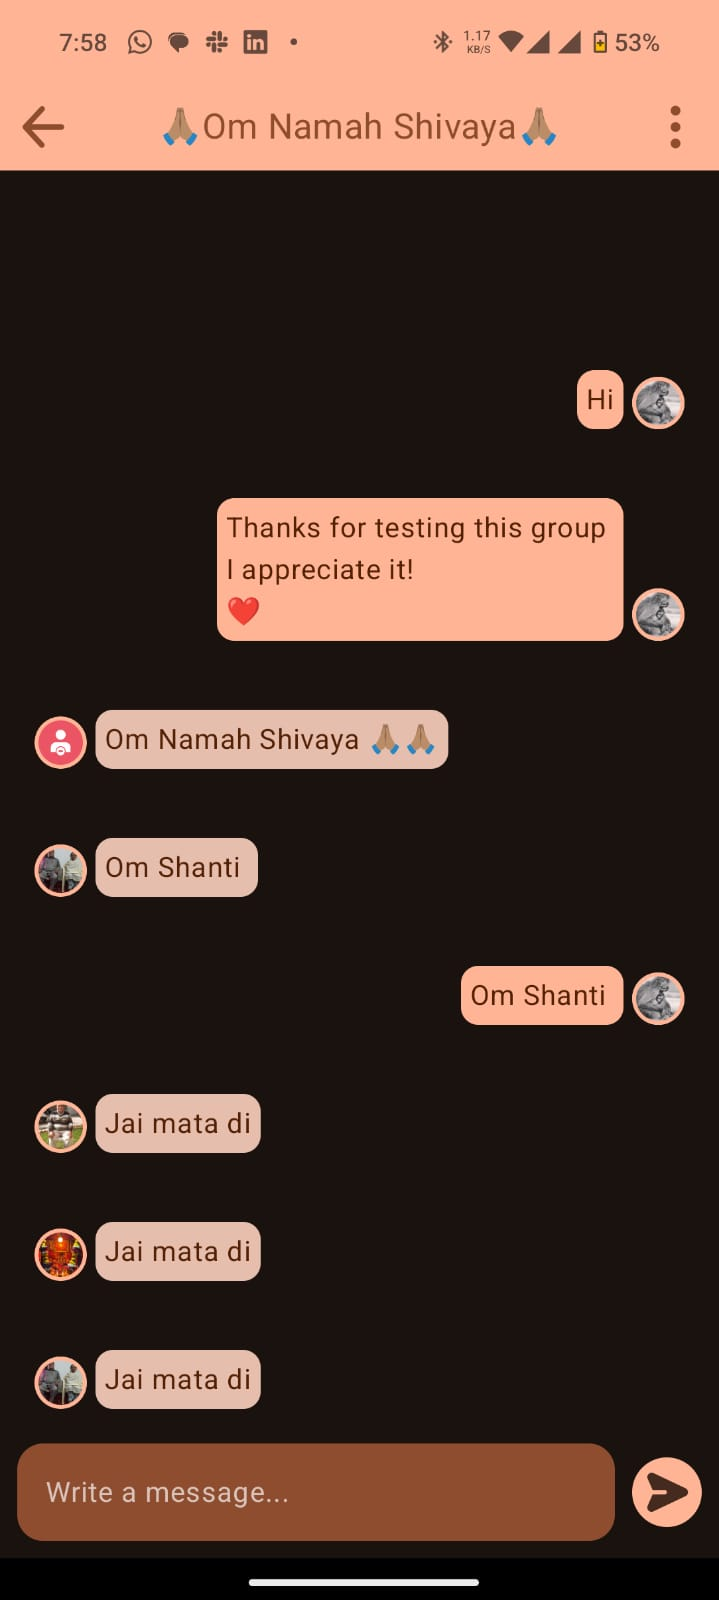 7:58 1.17 KB/S 53%
🙏🏽Om Namah Shivaya🙏🏽
Hi
Thanks for testing this group
I appreciate it!
❤️
Om Namah Shivaya 🙏🏽🙏🏽
Om Shanti
Om Shanti
Jai mata di
Jai mata di
Jai mata di
Write a message...